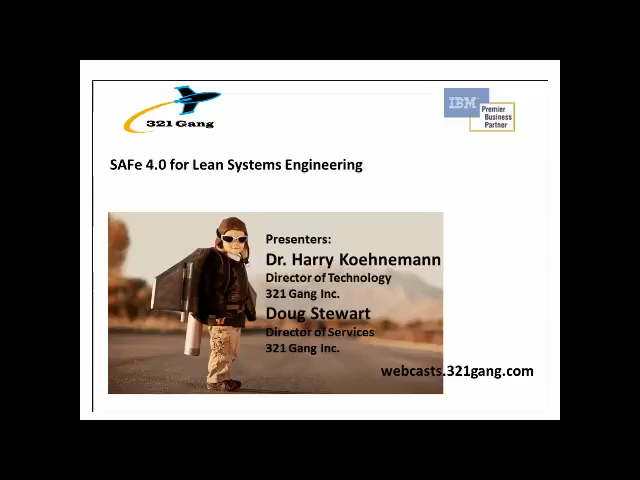 321 Gang
IBM®
Premier
Business
Partner
SAFe 4.0 for Lean Systems Engineering
Presenters:
Dr. Harry Koehnemann
Director of Technology
321 Gang Inc.
Doug Stewart
Director of Services
321 Gang Inc.
webcasts.321gang.com